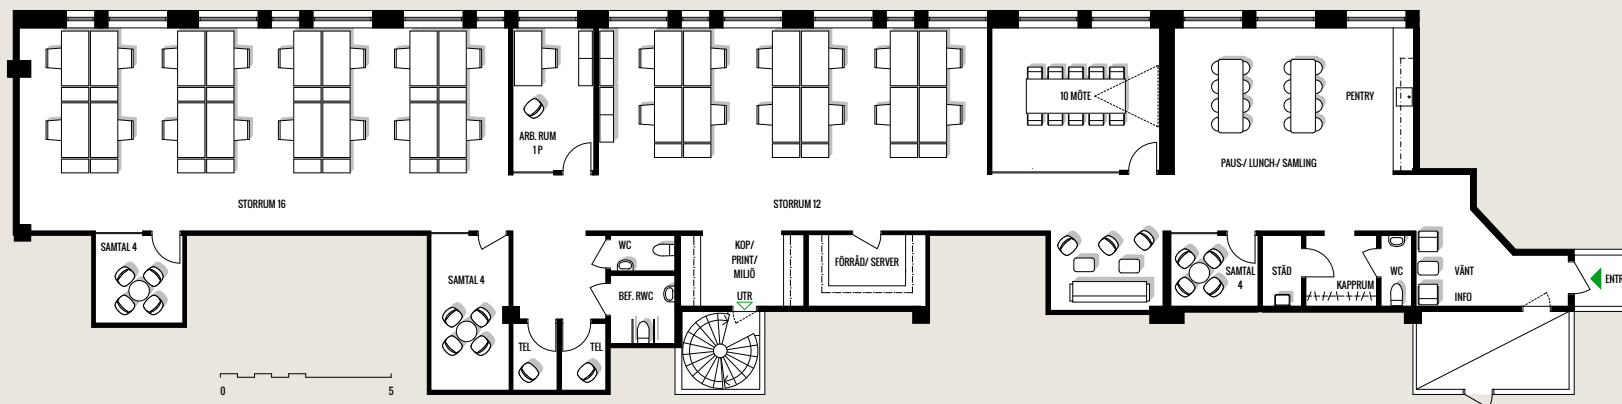 ARB. RUM
1 P
10 MÖTE
PENTRY
PAUS-/ LUNCH-/ SAMLING
STORRUM 16
STORRUM 12
SAMTAL 4
SAMTAL 4
WC
BEF. RWC
TEL
TEL
KOP/
PRINT/
MILJÖ
UTR
FÖRRÅD/ SERVER
SAMTAL
4
STÄD
KAPPRUM
WC
VÄNT
INFO
ENTR
0 5